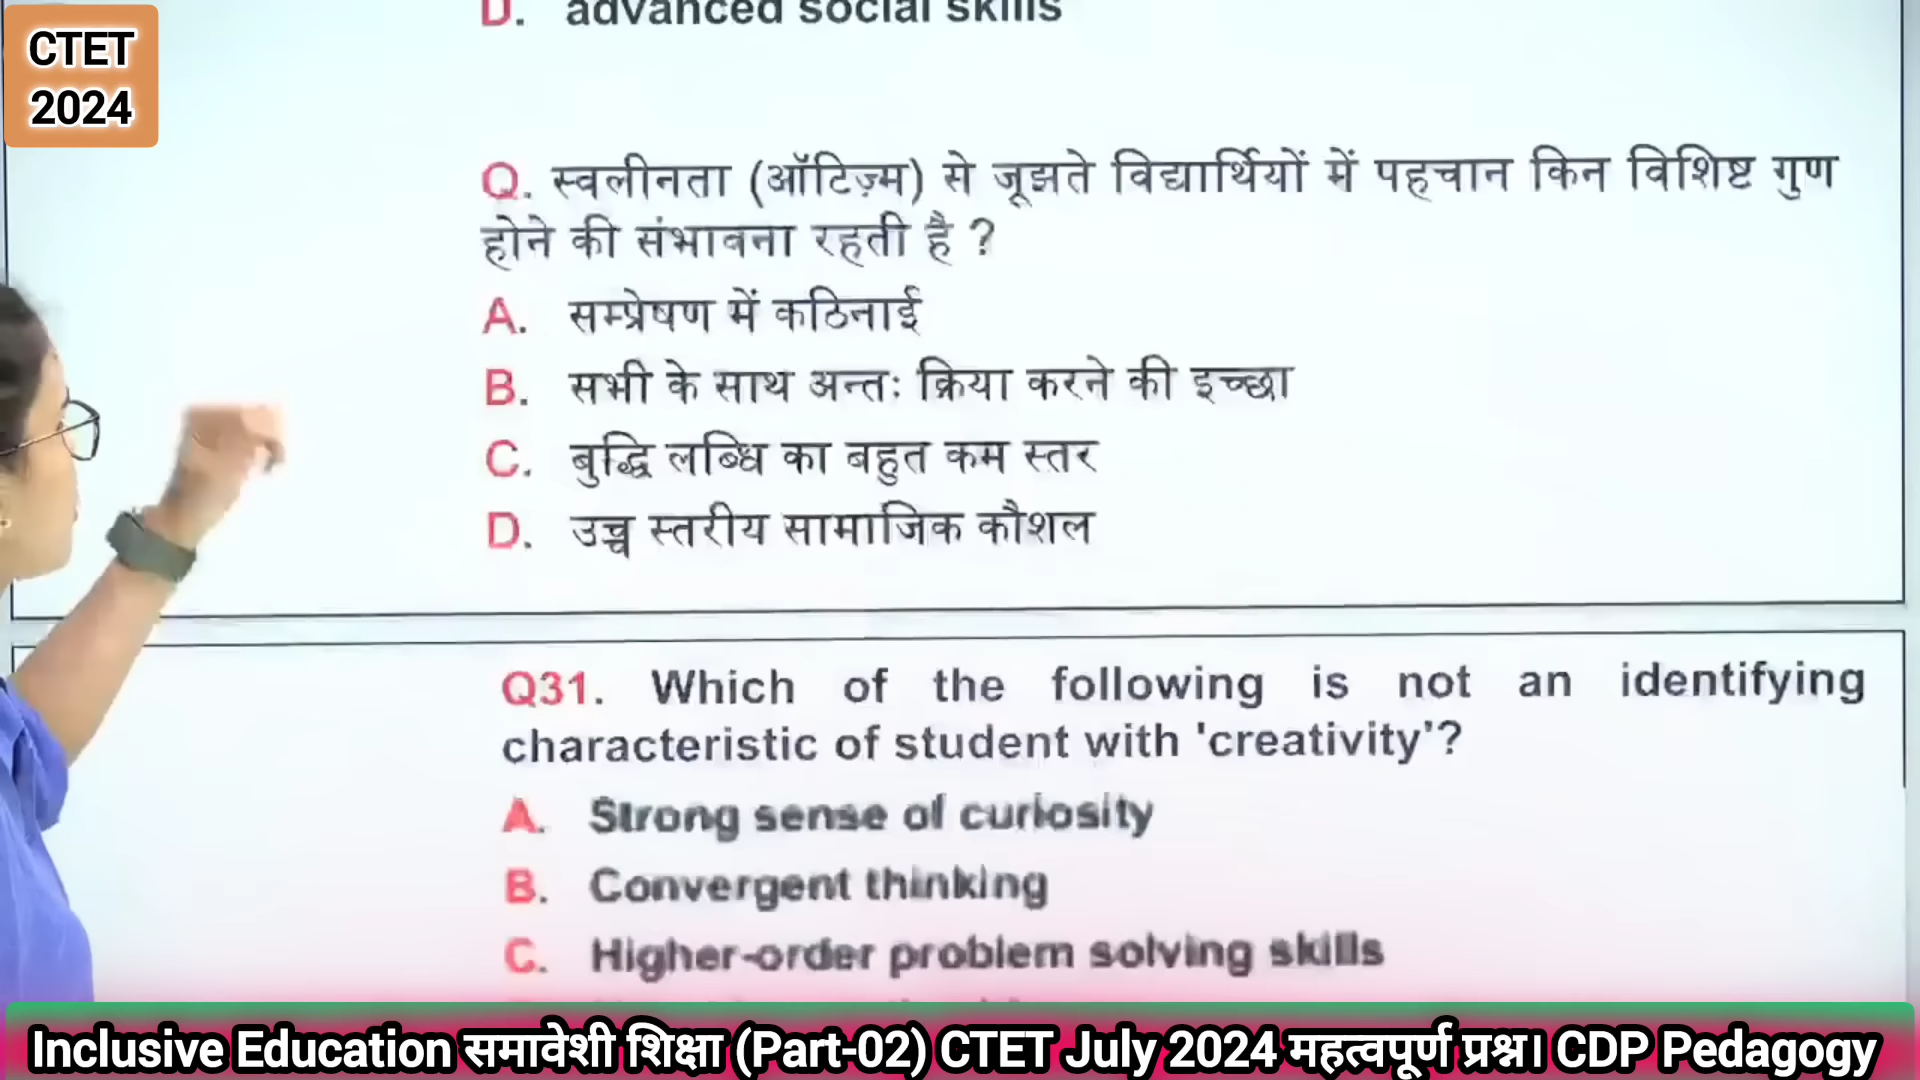 D. advanced social skills
CTET
2024
Q. स्वलीनता (ऑटिज़्म) से जूझते विद्यार्थियों में पहचान किन विशिष्ट गुण
होने की संभावना रहती है ?
A. सम्प्रेषण में कठिनाई
B. सभी के साथ अन्तः क्रिया करने की इच्छा
C. बुद्धि लब्धि का बहुत कम स्तर
D. उच्च स्तरीय सामाजिक कौशल
Q31. Which of the following is not an identifying
characteristic of student with 'creativity'?
A. Strong sense of curiosity
B. Convergent thinking
C. Higher-order problem solving skills
Inclusive Education समावेशी शिक्षा (Part-02) CTET July 2024 महत्वपूर्ण प्रश्न। CDP Pedagogy